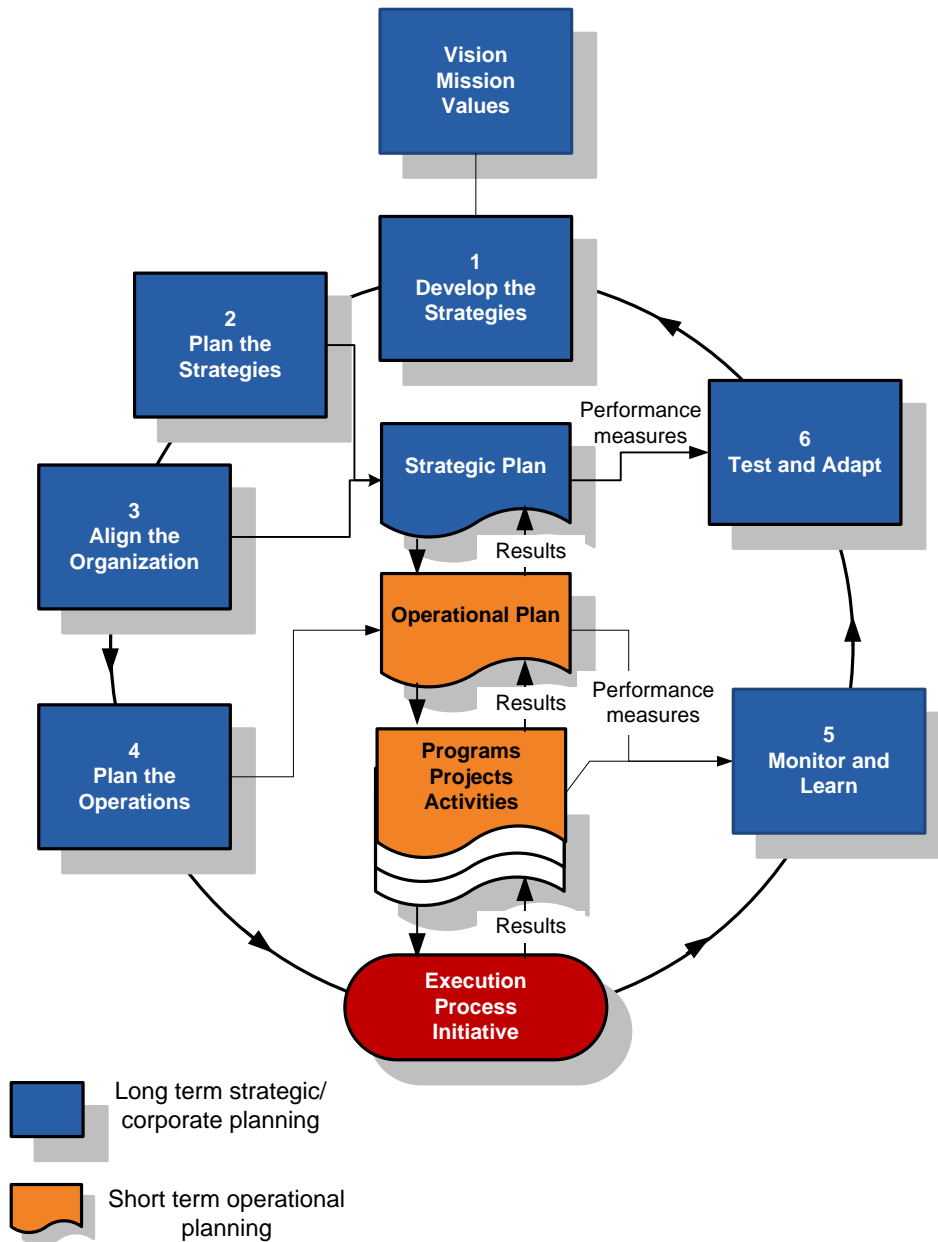 Vision
Mission
Values
1
Develop the
Strategies
2
Plan the
Strategies
Performance
measures
6
Test and Adapt
Strategic Plan
3
Align the
Organization
Results
Operational Plan
Performance
measures
Results
4
Plan the
Operations
Programs
Projects
Activities
5
Monitor and
Learn
Results
Execution
Process
Initiative
Long term strategic/
corporate planning
Short term operational
planning